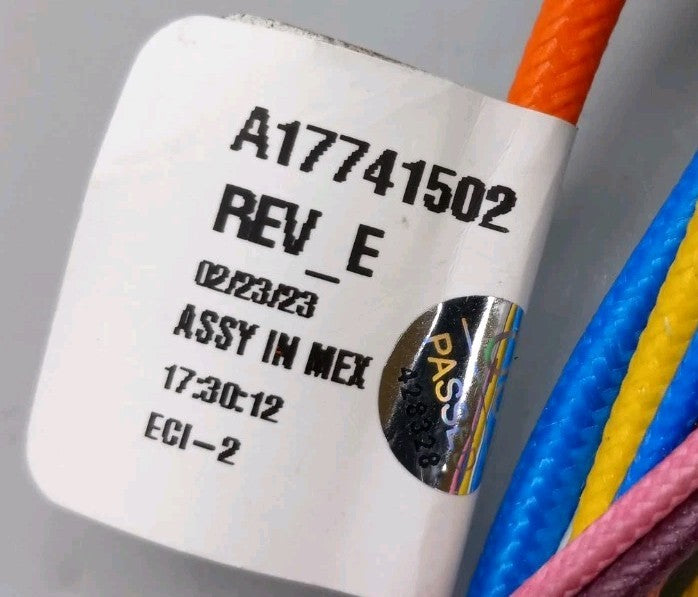 A17741502
REV_E
02/23/23
ASSY IN MEX
17:30:12
ECI-2
PASS
428328